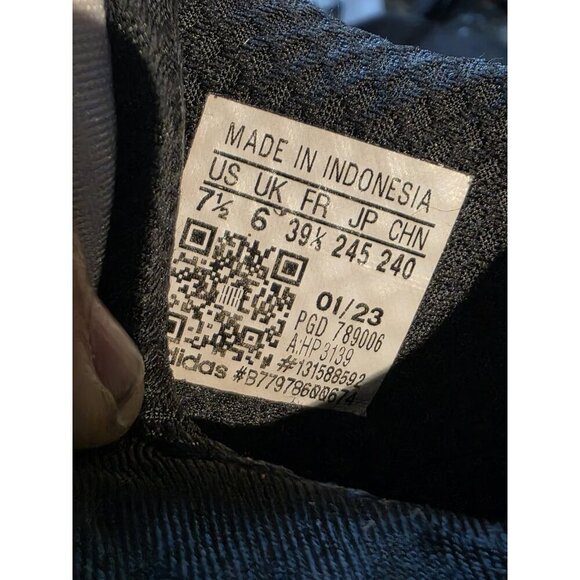 MADE IN INDONESIA
US UK FR JP CHN
7½ 6 39⅓ 245 240
01/23
PGD 789006
A:HP3139
#131588592
#B77978600674
adidas